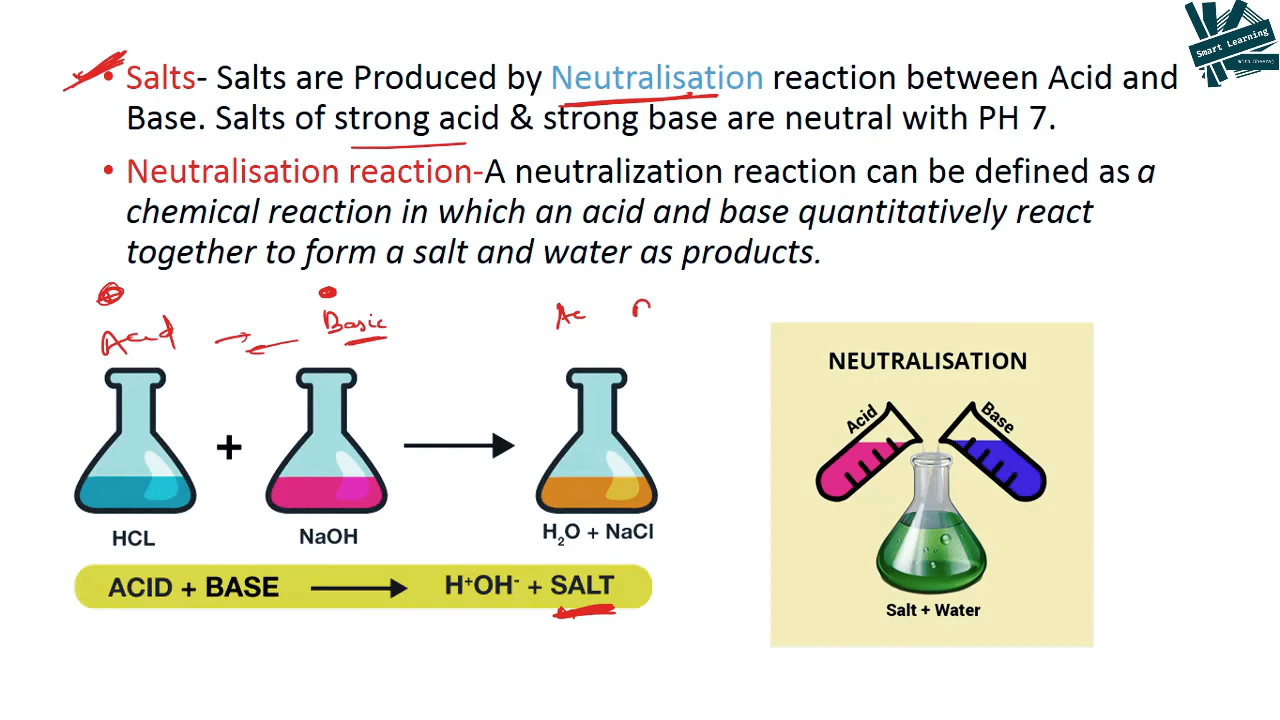 Smart Learning
With Dheeraj
• Salts- Salts are Produced by Neutralisation reaction between Acid and
Base. Salts of strong acid & strong base are neutral with PH 7.
• Neutralisation reaction-A neutralization reaction can be defined as a
chemical reaction in which an acid and base quantitatively react
together to form a salt and water as products.
Acid Basic Ac
+
HCL NaOH H₂O + NaCl
ACID + BASE → H⁺OH⁻ + SALT
NEUTRALISATION
Acid Base
Salt + Water